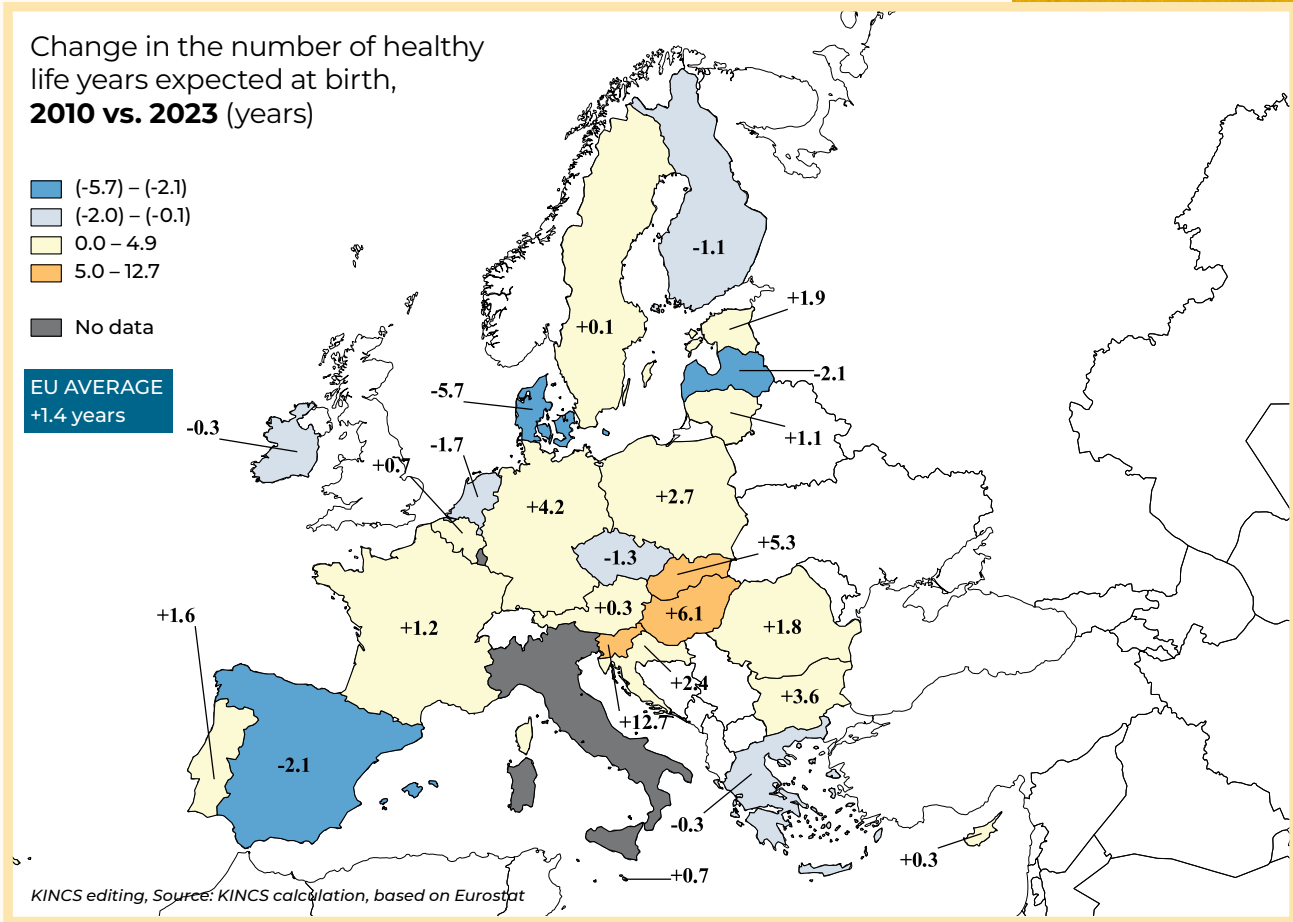 Change in the number of healthy
life years expected at birth,
2010 vs. 2023 (years)
(-5.7) – (-2.1)
(-2.0) – (-0.1)
0.0 – 4.9
5.0 – 12.7
No data
EU AVERAGE
+1.4 years
-1.1
+1.9
+0.1
-2.1
-5.7
-0.3
+1.1
-1.7
+0.7
+2.7
+4.2
+5.3
-1.3
+0.3
+6.1
+1.6
+1.2
+1.8
+2.4
+3.6
+12.7
-2.1
-0.3
+0.3
+0.7
KINCS editing, Source: KINCS calculation, based on Eurostat